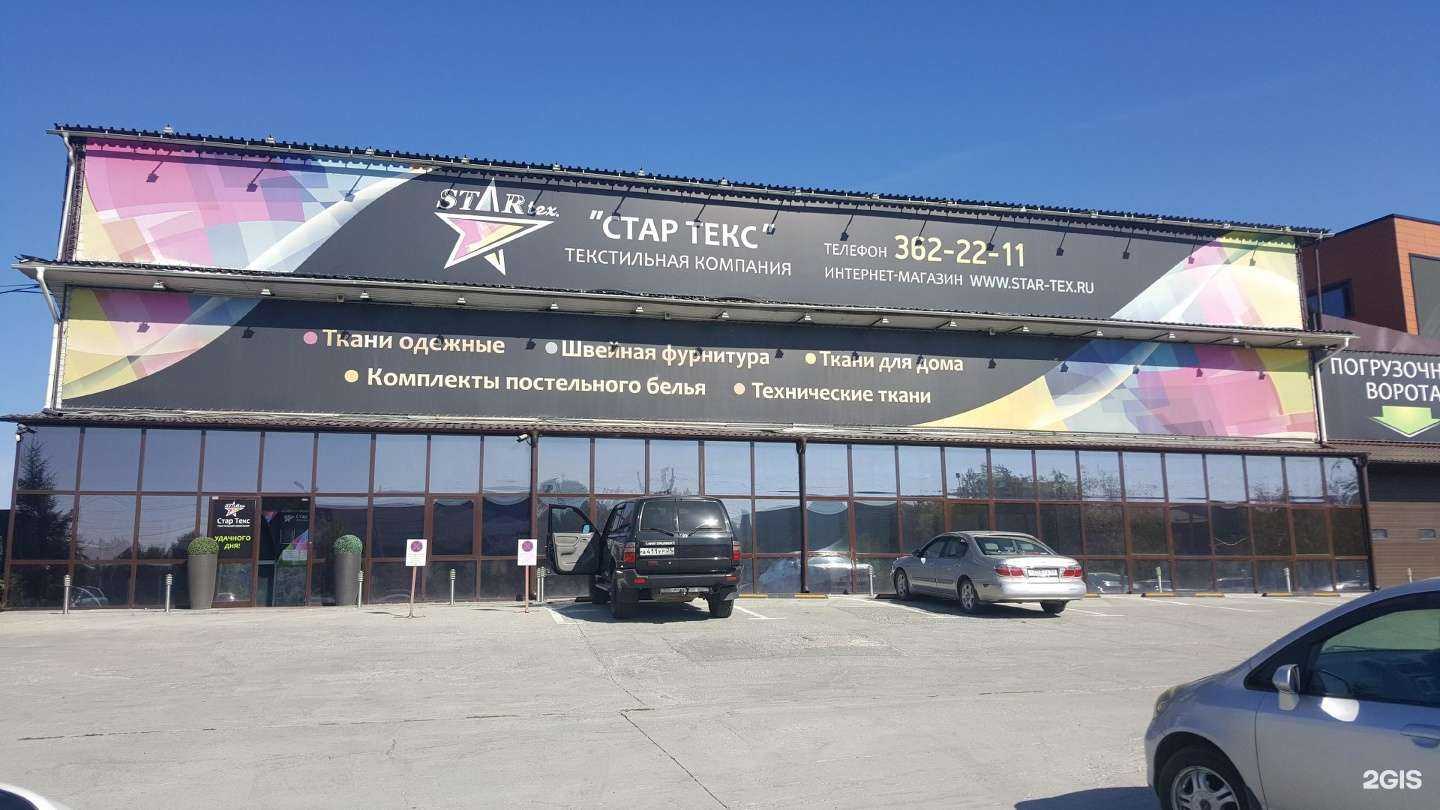 STARtex.
"СТАР ТЕКС"
ТЕКСТИЛЬНАЯ КОМПАНИЯ
ТЕЛЕФОН 362-22-11
ИНТЕРНЕТ-МАГАЗИН WWW.STAR-TEX.RU
Ткани одежные
Швейная фурнитура
Ткани для дома
Комплекты постельного белья
Технические ткани
ПОГРУЗОЧН
ВОРОТА
Стар Текс
УДАЧНОГО
ДНЯ!
2GIS